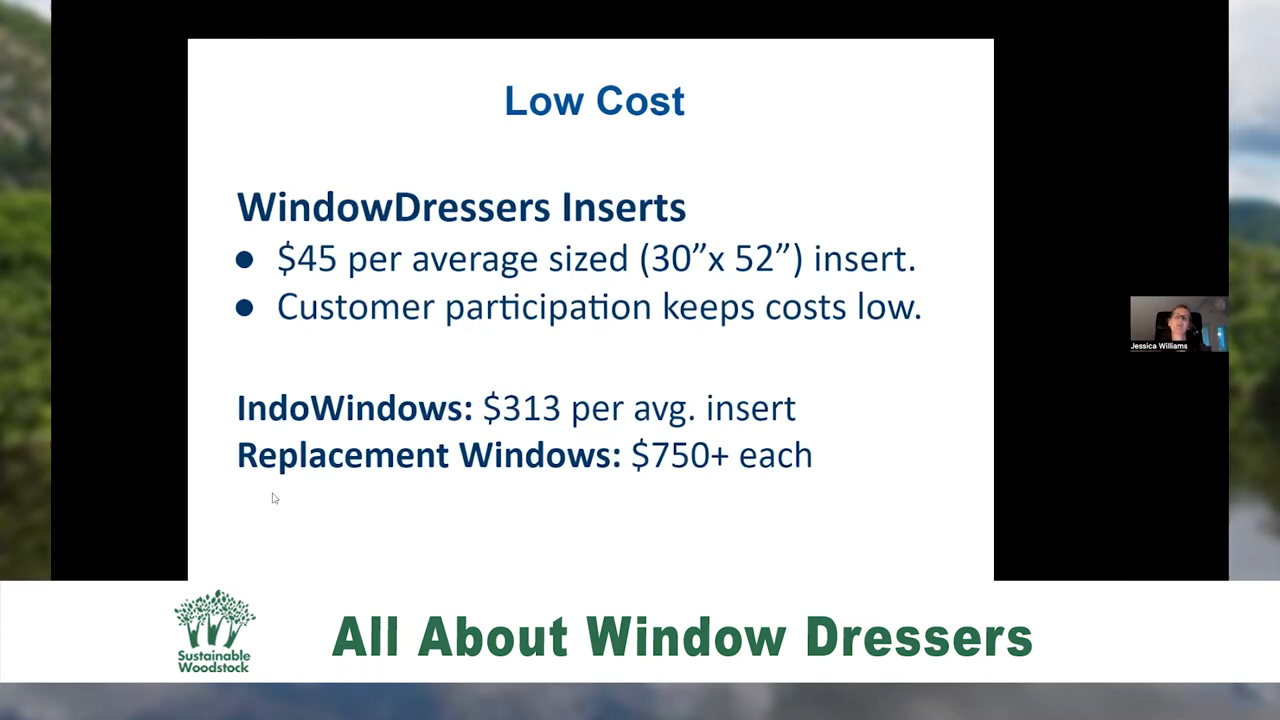 Low Cost
WindowDressers Inserts
● $45 per average sized (30”x 52”) insert.
● Customer participation keeps costs low.
IndoWindows: $313 per avg. insert
Replacement Windows: $750+ each
Jessica Williams
Sustainable
Woodstock
All About Window Dressers